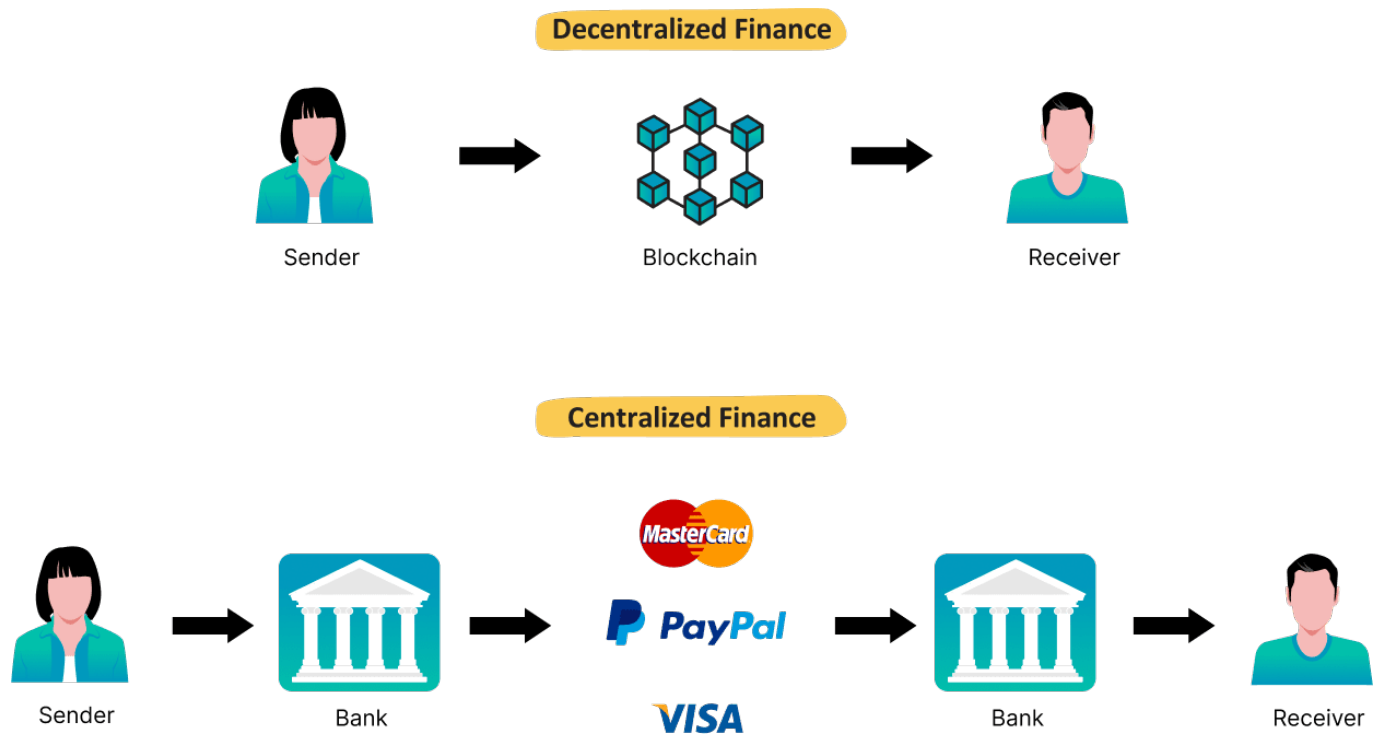 Decentralized Finance
Sender
Blockchain
Receiver
Centralized Finance
MasterCard
PayPal
VISA
Sender
Bank
Bank
Receiver